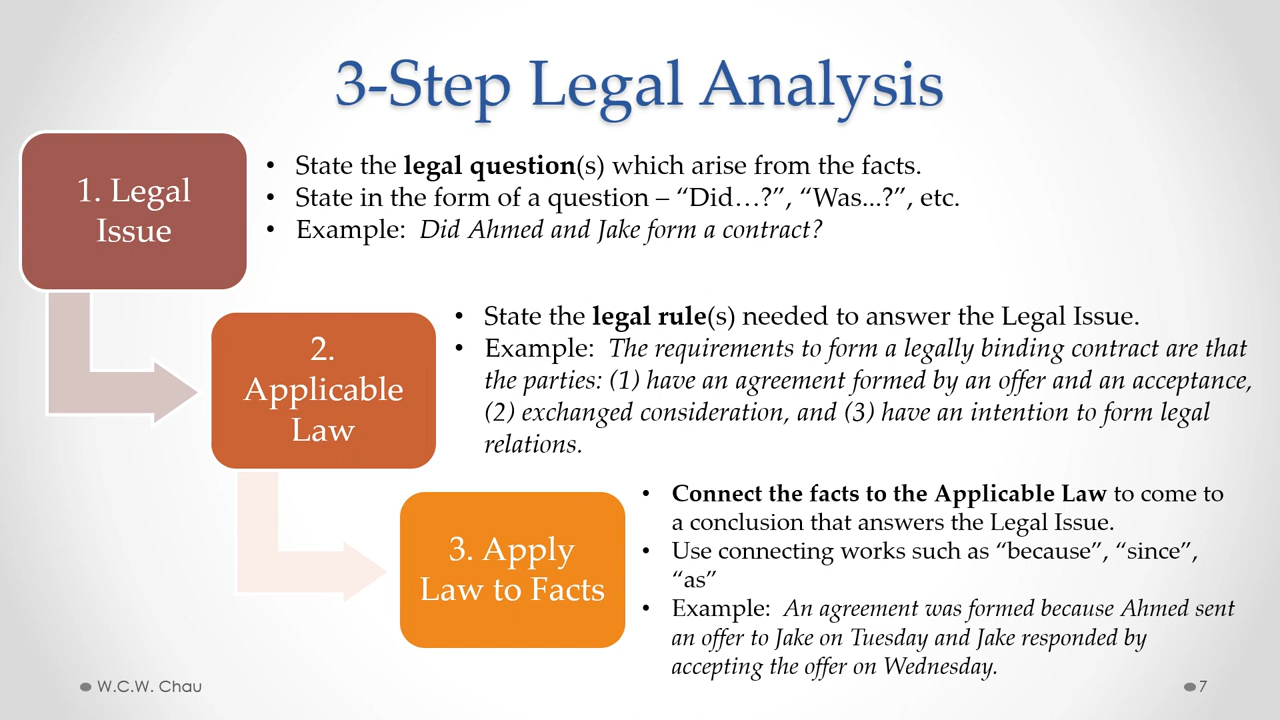 3-Step Legal Analysis
1. Legal
Issue
• State the legal question(s) which arise from the facts.
• State in the form of a question – “Did…?”, “Was...?”, etc.
• Example: Did Ahmed and Jake form a contract?
2.
Applicable
Law
• State the legal rule(s) needed to answer the Legal Issue.
• Example: The requirements to form a legally binding contract are that
the parties: (1) have an agreement formed by an offer and an acceptance,
(2) exchanged consideration, and (3) have an intention to form legal
relations.
3. Apply
Law to Facts
• Connect the facts to the Applicable Law to come to
a conclusion that answers the Legal Issue.
• Use connecting works such as “because”, “since”,
“as”
• Example: An agreement was formed because Ahmed sent
an offer to Jake on Tuesday and Jake responded by
accepting the offer on Wednesday.
W.C.W. Chau
7